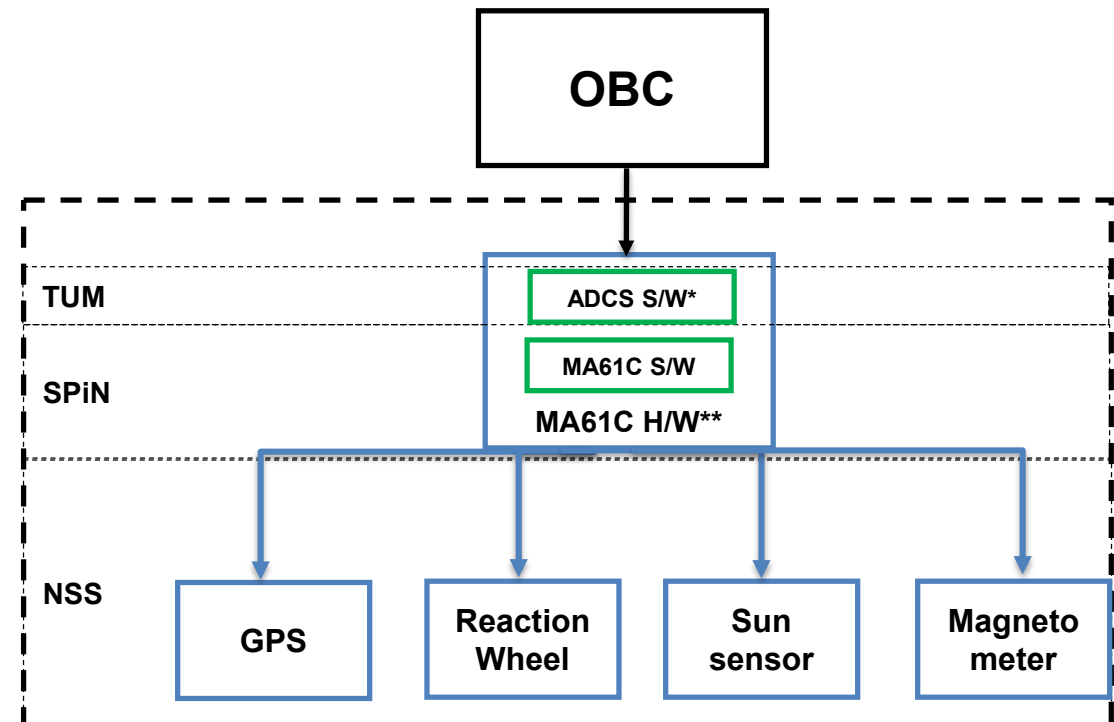 OBC
TUM
ADCS S/W*
MA61C S/W
SPiN
MA61C H/W**
NSS
GPS
Reaction
Wheel
Sun
sensor
Magneto
meter